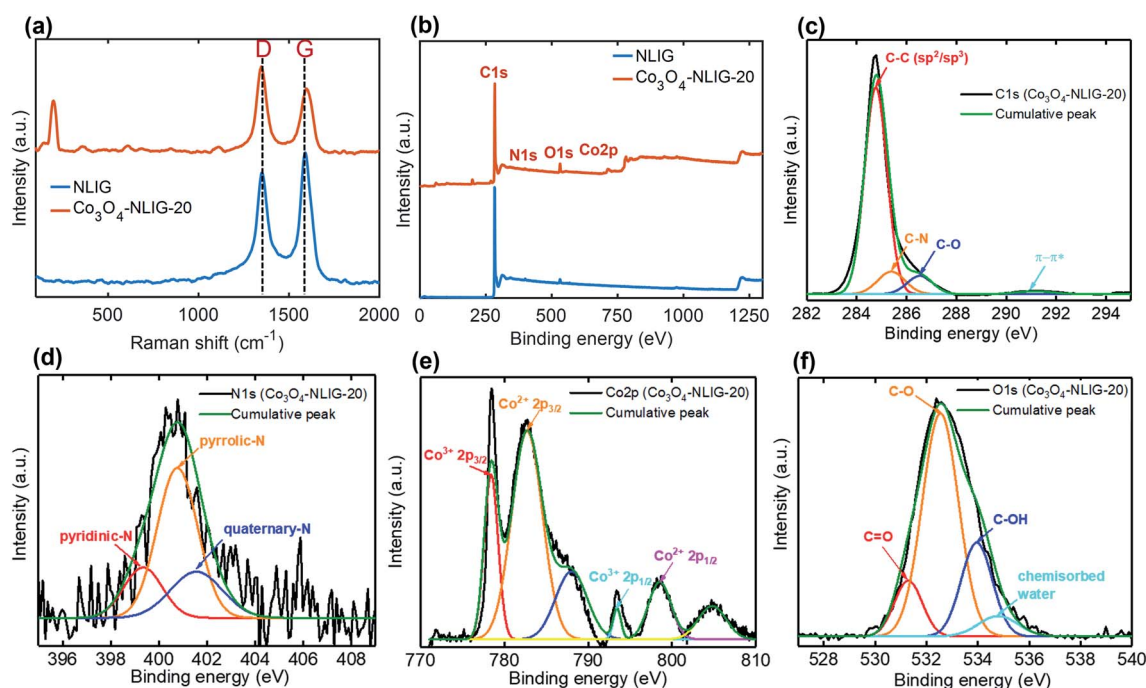 (a)
D
G
NLIG
Co₃O₄-NLIG-20
Intensity (a.u.)
500
1000
1500
2000
Raman shift (cm⁻¹)
(b)
NLIG
Co₃O₄-NLIG-20
C1s
N1s
O1s
Co2p
Intensity (a.u.)
0
250
500
750
1000
1250
Binding energy (eV)
(c)
C-C (sp²/sp³)
C1s (Co₃O₄-NLIG-20)
Cumulative peak
C-N
C-O
π-π*
Intensity (a.u.)
282
284
286
288
290
292
294
Binding energy (eV)
(d)
N1s (Co₃O₄-NLIG-20)
Cumulative peak
pyrrolic-N
pyridinic-N
quaternary-N
Intensity (a.u.)
396
398
400
402
404
406
408
Binding energy (eV)
(e)
Co2p (Co₃O₄-NLIG-20)
Cumulative peak
Co²⁺ 2p₃/₂
Co³⁺ 2p₃/₂
Co³⁺ 2p₁/₂
Co²⁺ 2p₁/₂
Intensity (a.u.)
770
780
790
800
810
Binding energy (eV)
(f)
C-O
O1s (Co₃O₄-NLIG-20)
Cumulative peak
C=O
C-OH
chemisorbed
water
Intensity (a.u.)
528
530
532
534
536
538
540
Binding energy (eV)